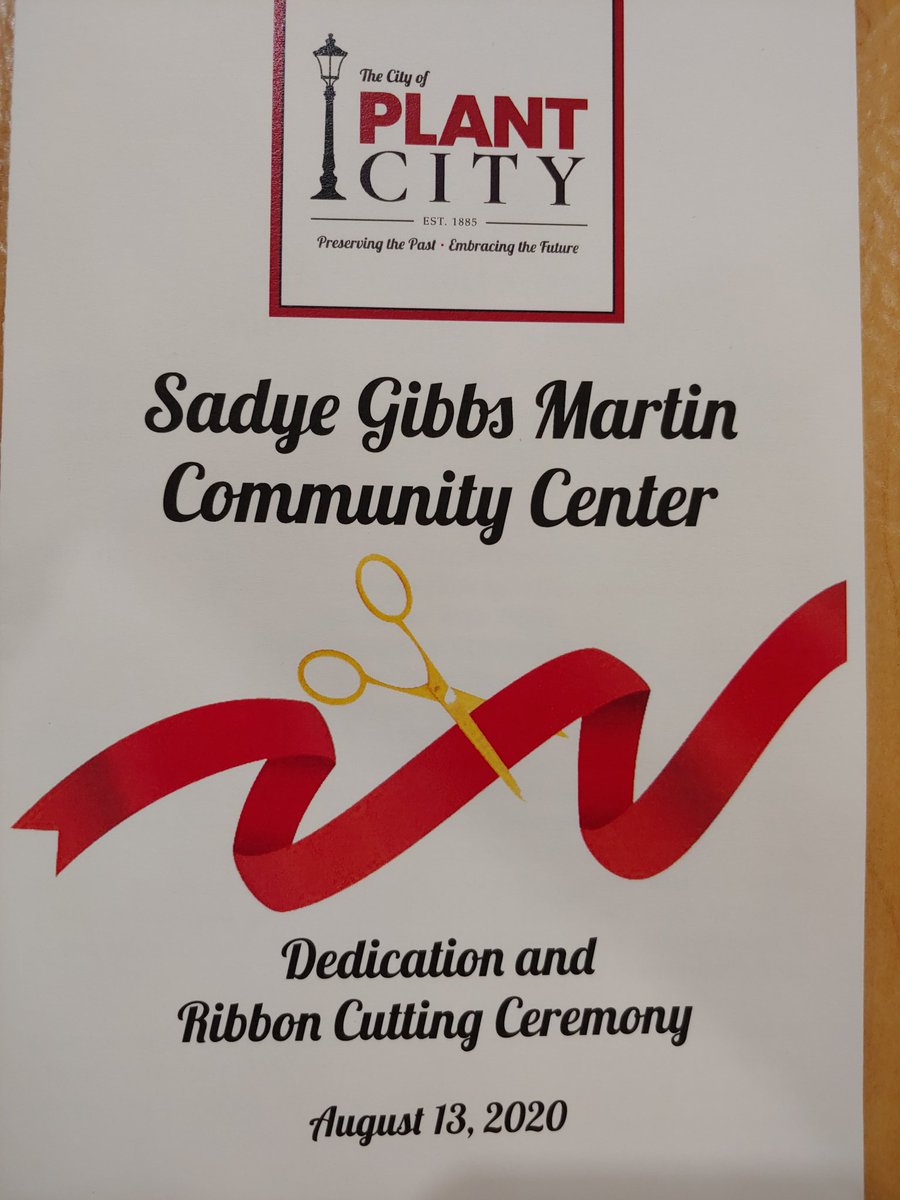 The City of
PLANT
CITY
EST. 1885
Preserving the Past · Embracing the Future
Sadye Gibbs Martin
Community Center
Dedication and
Ribbon Cutting Ceremony
August 13, 2020